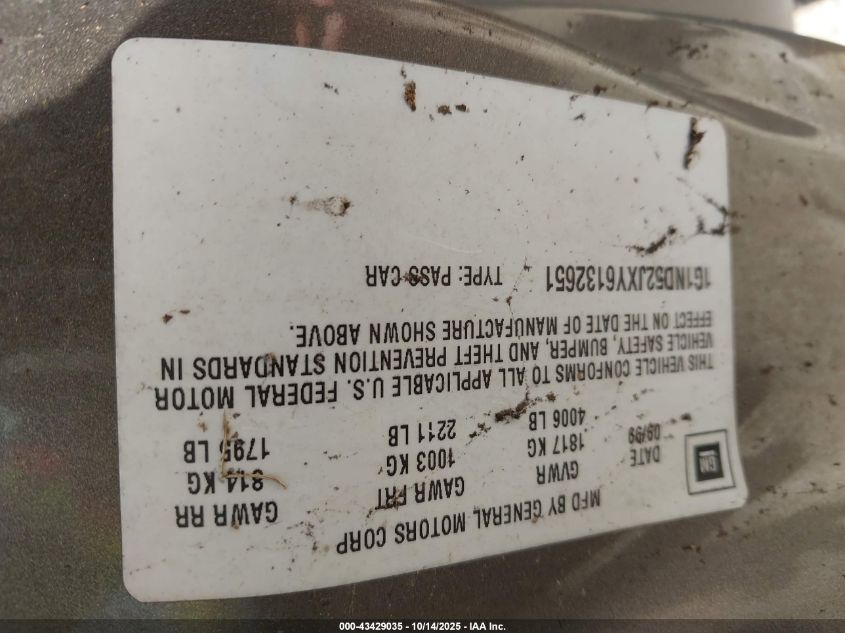 MFD BY GENERAL MOTORS CORP
GM
DATE GVWR GAWR FRT GAWR RR
09/99 1817 KG 1003 KG 814 KG
4006 LB 2211 LB 1795 LB
THIS VEHICLE CONFORMS TO ALL APPLICABLE U.S. FEDERAL MOTOR
VEHICLE SAFETY, BUMPER, AND THEFT PREVENTION STANDARDS IN
EFFECT ON THE DATE OF MANUFACTURE SHOWN ABOVE.
1G1ND52JXY6132651 TYPE: PASS CAR
000-43429035 - 10/14/2025 - IAA Inc.